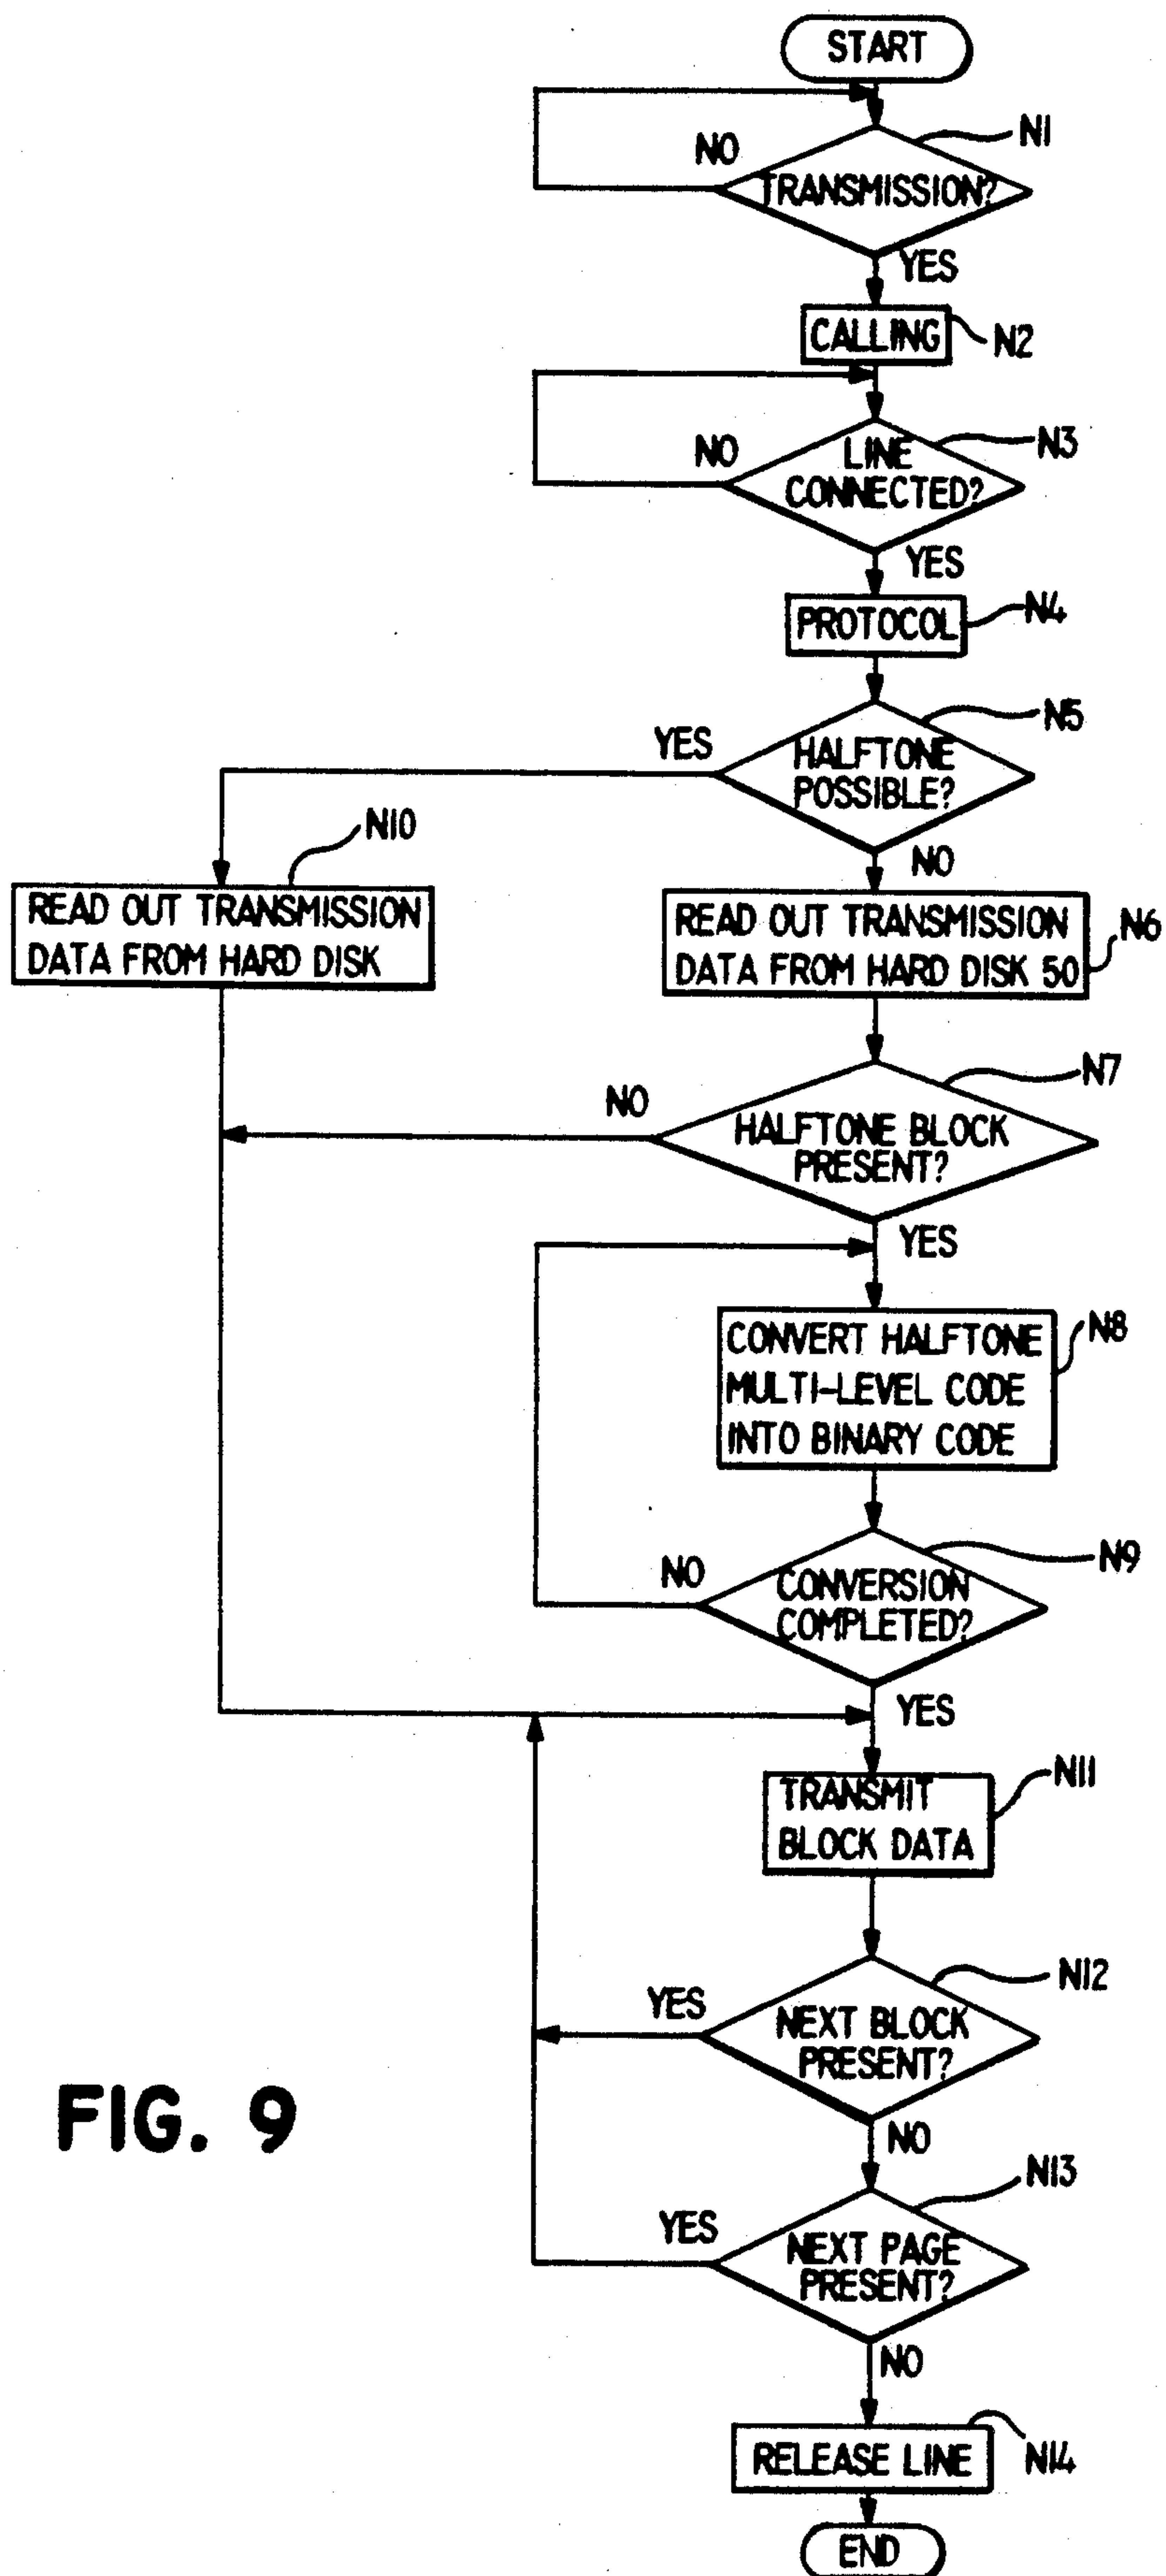 START
N1
NO
TRANSMISSION?
YES
CALLING
N2
N3
NO
LINE
CONNECTED?
YES
PROTOCOL
N4
N5
YES
HALFTONE
POSSIBLE?
NO
N10
READ OUT TRANSMISSION
DATA FROM HARD DISK
READ OUT TRANSMISSION
DATA FROM HARD DISK 50
N6
N7
NO
HALFTONE BLOCK
PRESENT?
YES
CONVERT HALFTONE
MULTI-LEVEL CODE
INTO BINARY CODE
N8
N9
NO
CONVERSION
COMPLETED?
YES
TRANSMIT
BLOCK DATA
N11
N12
YES
NEXT BLOCK
PRESENT?
NO
FIG. 9
N13
YES
NEXT PAGE
PRESENT?
NO
RELEASE LINE
N14
END